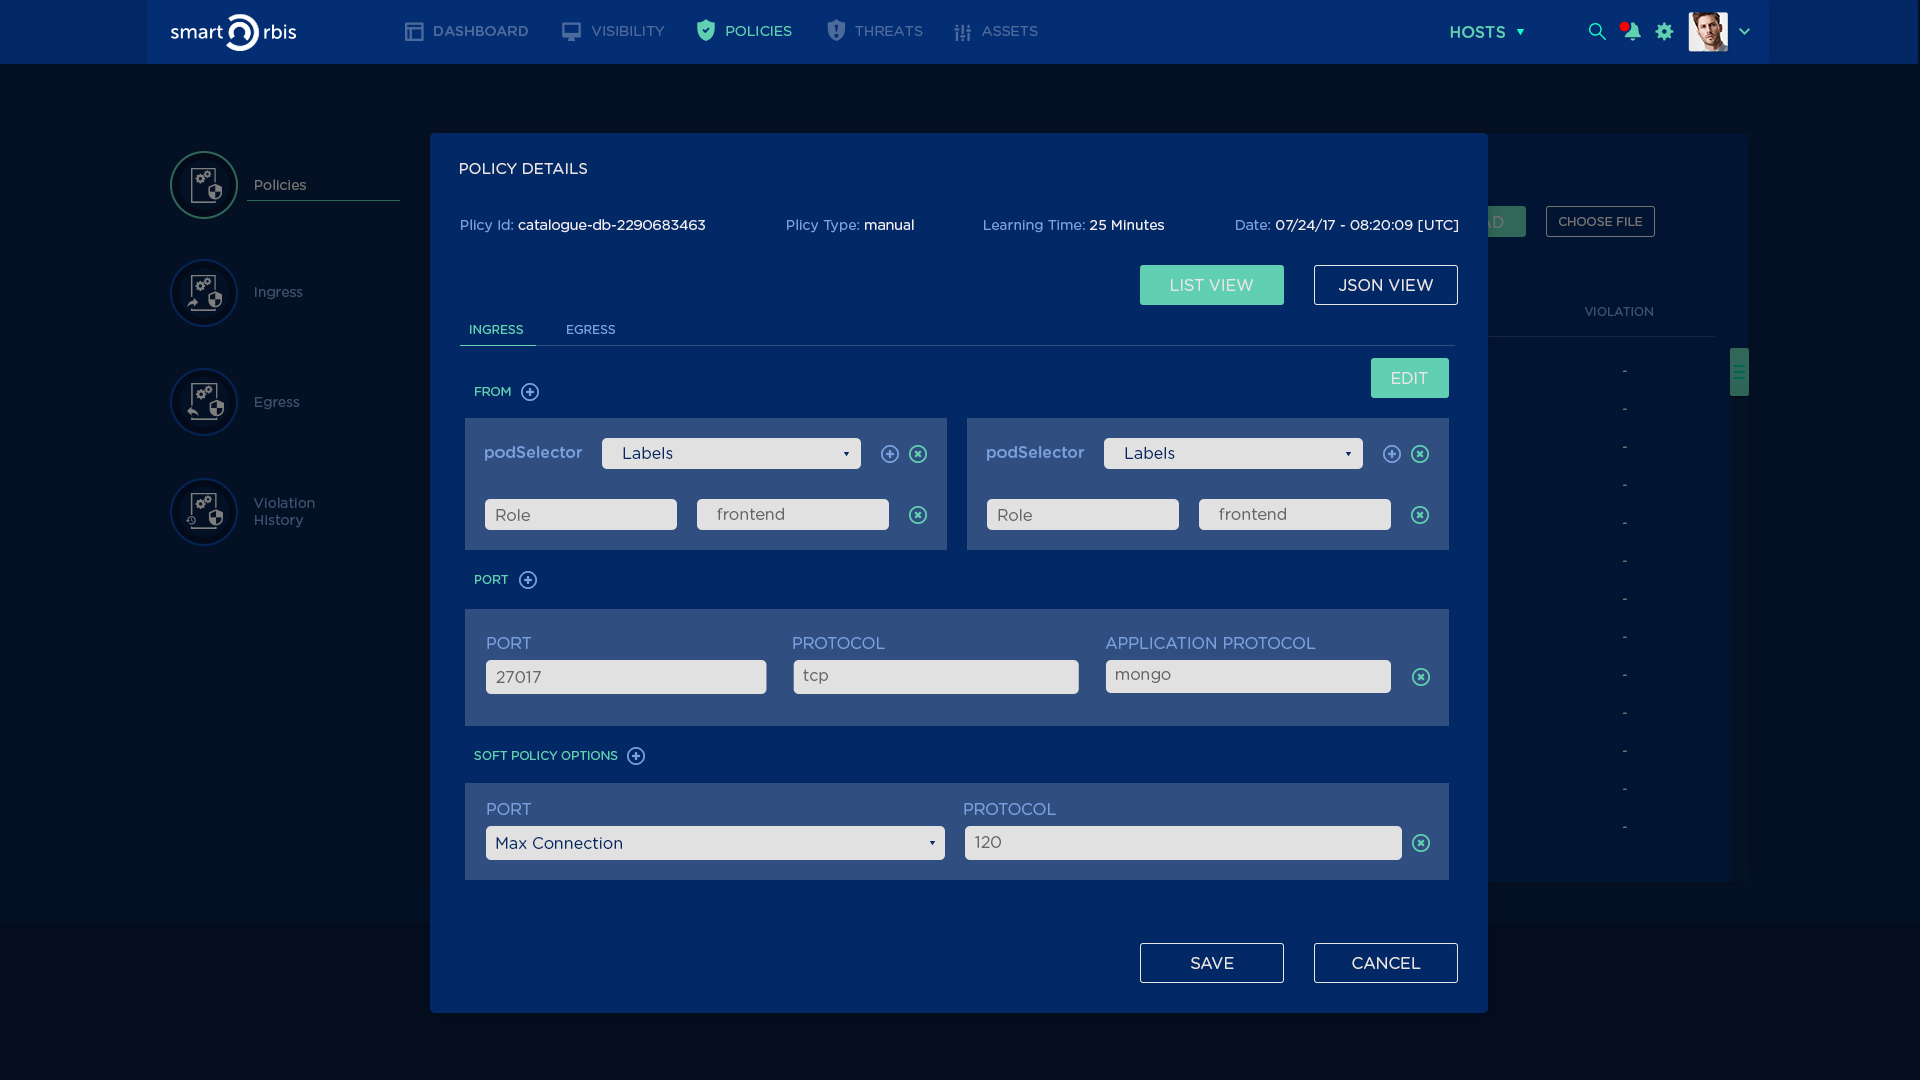 smart Orbis
DASHBOARD
VISIBILITY
POLICIES
THREATS
ASSETS
HOSTS
Policies
Ingress
Egress
Violation
History
POLICY DETAILS
Plicy Id: catalogue-db-2290683463
Plicy Type: manual
Learning Time: 25 Minutes
Date: 07/24/17 - 08:20:09 [UTC]
LIST VIEW
JSON VIEW
INGRESS
EGRESS
EDIT
FROM
podSelector
Labels
Role
frontend
podSelector
Labels
Role
frontend
PORT
PORT
PROTOCOL
APPLICATION PROTOCOL
27017
tcp
mongo
SOFT POLICY OPTIONS
PORT
PROTOCOL
Max Connection
120
SAVE
CANCEL
CHOOSE FILE
VIOLATION
-
-
-
-
-
-
-
-
-
-
-
-
-